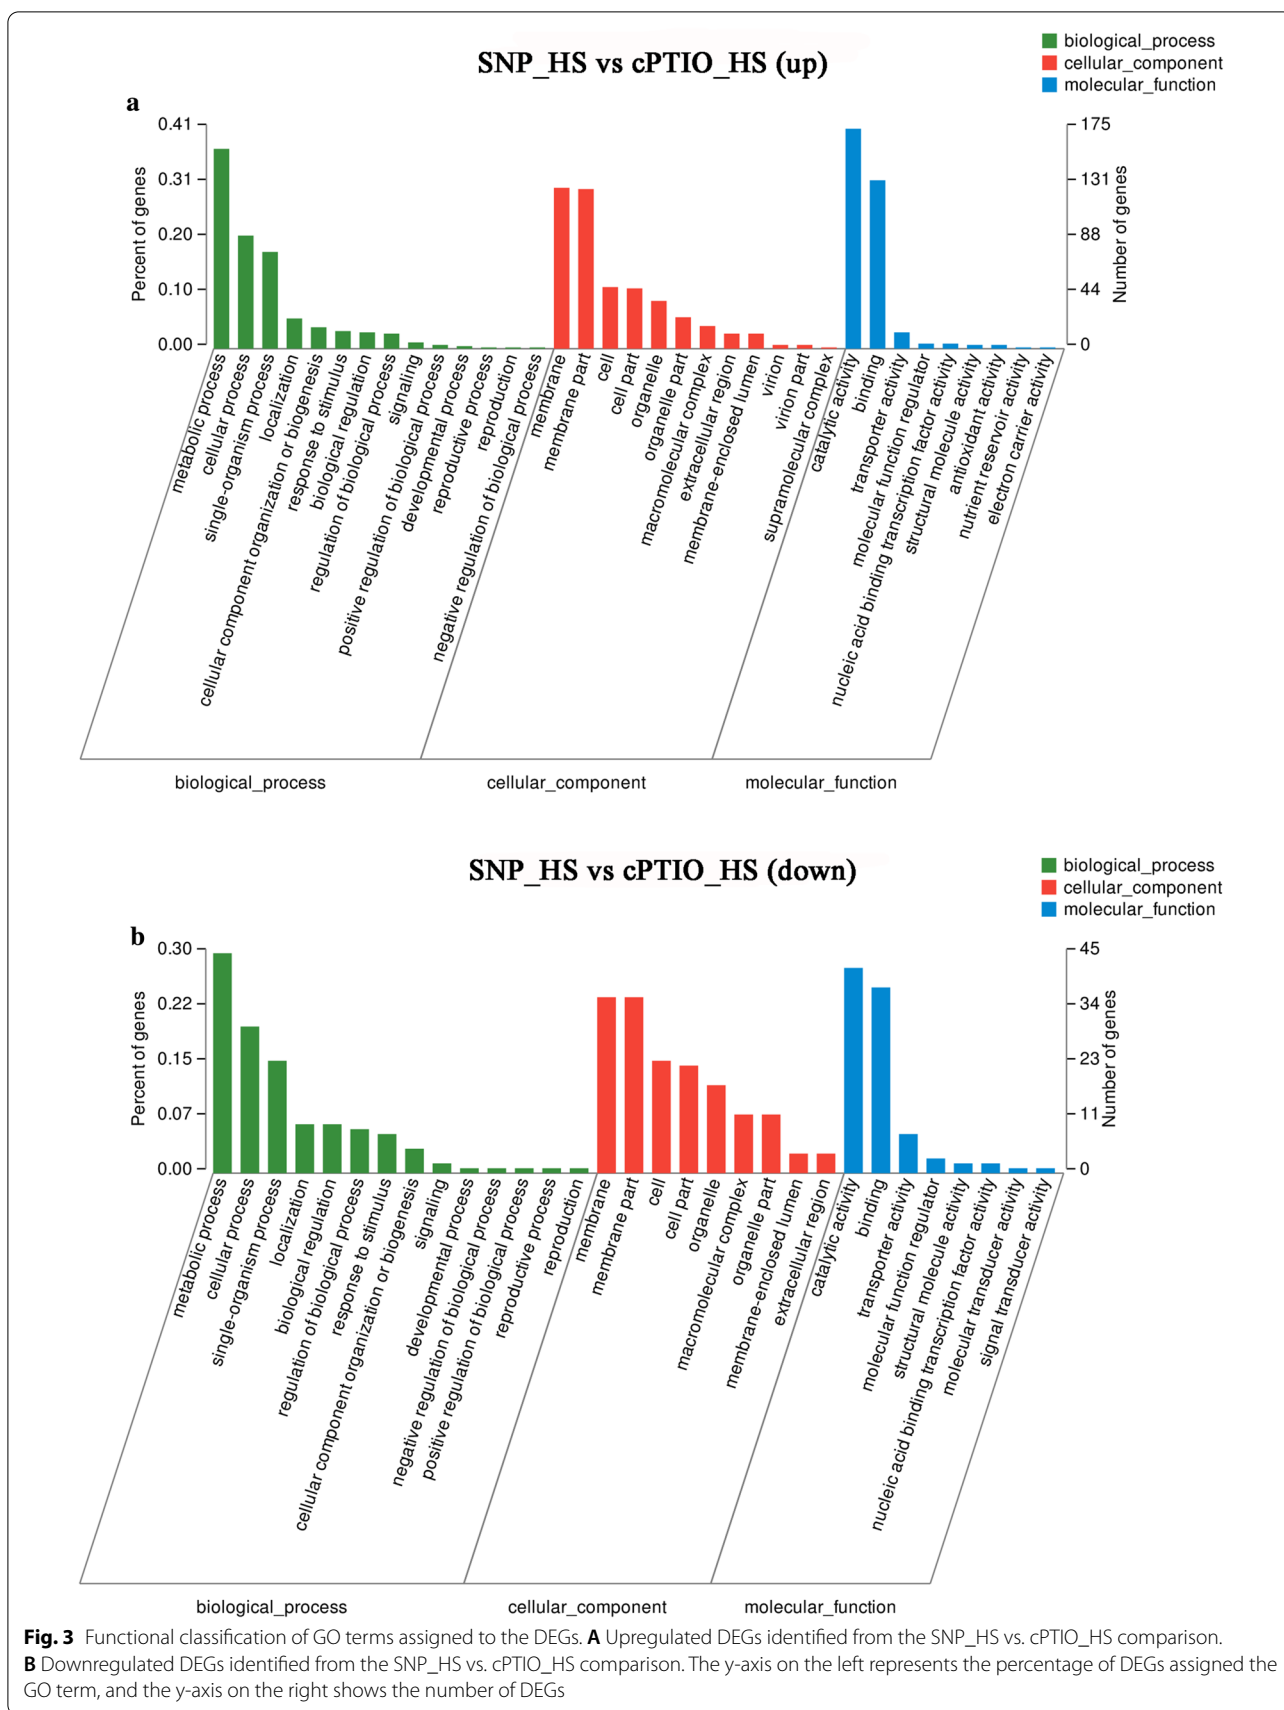 SNP_HS vs cPTIO_HS (up)
biological_process
cellular_component
molecular_function
a
Percent of genes
0.41
0.31
0.20
0.10
0.00
175
131
88
44
0
Number of genes
metabolic process
cellular process
single-organism process
localization
cellular component organization or biogenesis
response to stimulus
biological regulation
regulation of biological process
signaling
positive regulation of biological process
developmental process
reproductive process
reproduction
negative regulation of biological process
membrane
membrane part
cell
cell part
organelle
organelle part
macromolecular complex
extracellular region
membrane-enclosed lumen
virion
virion part
supramolecular complex
catalytic activity
binding
transporter activity
molecular function regulator
nucleic acid binding transcription factor activity
structural molecule activity
antioxidant activity
nutrient reservoir activity
electron carrier activity
biological_process
cellular_component
molecular_function
SNP_HS vs cPTIO_HS (down)
biological_process
cellular_component
molecular_function
b
Percent of genes
0.30
0.22
0.15
0.07
0.00
45
34
23
11
0
Number of genes
metabolic process
cellular process
single-organism process
localization
biological regulation
regulation of biological process
response to stimulus
cellular component organization or biogenesis
signaling
developmental process
negative regulation of biological process
positive regulation of biological process
reproductive process
reproduction
membrane
membrane part
cell
cell part
organelle
macromolecular complex
organelle part
membrane-enclosed lumen
extracellular region
catalytic activity
binding
transporter activity
molecular function regulator
structural molecule activity
nucleic acid binding transcription factor activity
molecular transducer activity
signal transducer activity
biological_process
cellular_component
molecular_function
Fig. 3 Functional classification of GO terms assigned to the DEGs. A Upregulated DEGs identified from the SNP_HS vs. cPTIO_HS comparison.
B Downregulated DEGs identified from the SNP_HS vs. cPTIO_HS comparison. The y-axis on the left represents the percentage of DEGs assigned the
GO term, and the y-axis on the right shows the number of DEGs